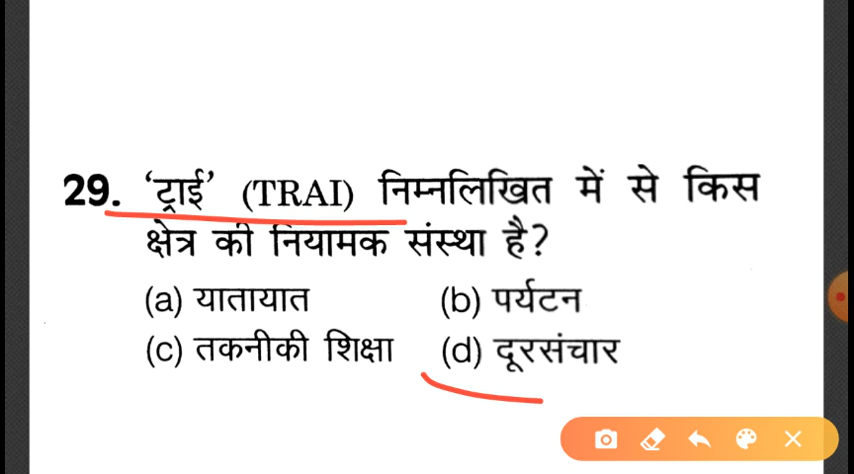 29. ‘ट्राई’ (TRAI) निम्नलिखित में से किस
क्षेत्र की नियामक संस्था है?
(a) यातायात (b) पर्यटन
(c) तकनीकी शिक्षा (d) दूरसंचार